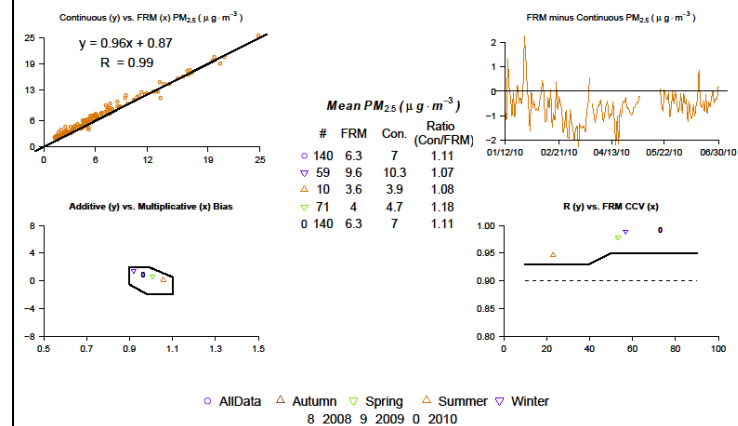 Continuous (y) vs. FRM (x) PM2.5 (μg·m⁻³)
y = 0.96x + 0.87
R = 0.99
25
19
13
6
0
0 6 12 19 25
Mean PM2.5 (μg·m⁻³)
# FRM Con. Ratio (Con/FRM)
140 6.3 7 1.11
59 9.6 10.3 1.07
10 3.6 3.9 1.08
71 4 4.7 1.18
0 140 6.3 7 1.11
FRM minus Continuous PM2.5 (μg·m⁻³)
2
1
0
−1
−2
01/12/10 02/21/10 04/13/10 05/22/10 06/30/10
Additive (y) vs. Multiplicative (x) Bias
8
4
0
−4
−8
0
0.5 0.7 0.9 1.1 1.3 1.5
R (y) vs. FRM CCV (x)
1.00
0.95
0.90
0.85
0.80
0
0 20 40 60 80 100
AllData Autumn Spring Summer Winter
8 2008 9 2009 0 2010